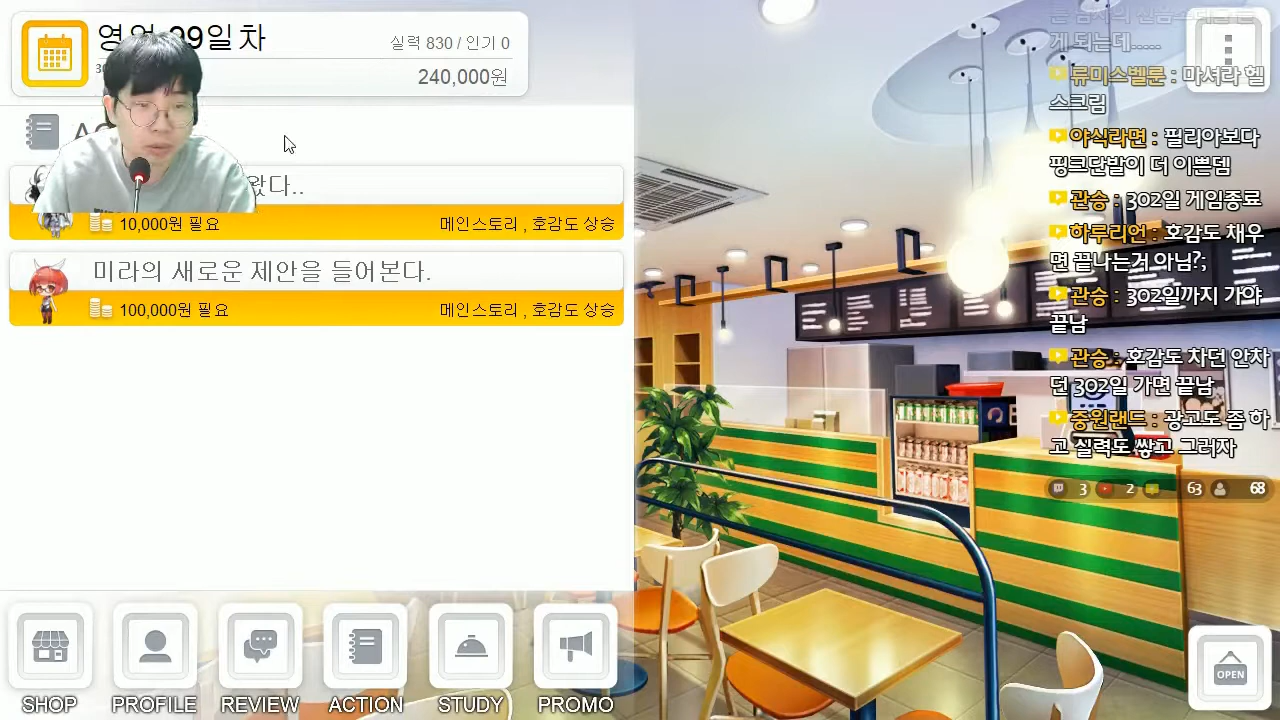 영업 99일차
실력 830 / 인기 0
240,000원
왔다..
10,000원 필요
메인스토리 , 호감도 상승
미라의 새로운 제안을 들어본다.
100,000원 필요
메인스토리 , 호감도 상승
SHOP
PROFILE
REVIEW
ACTION
STUDY
PROMO
OPEN
게 되는데.....
류미스벨룬 : 마셔라 헬
스크림
야식라면 : 필리아보다
핑크단발이 더 이쁜뎀
관승 : 302일 게임종료
하루리언 : 호감도 채우
면 끝나는거 아님?;
관승 : 302일까지 가야
끝남
관승 : 호감도 차던 안차
던 302일 가면 끝남
증원랜드 : 광고도 좀 하
고 실력도 쌓고 그러자
3 2 63 68